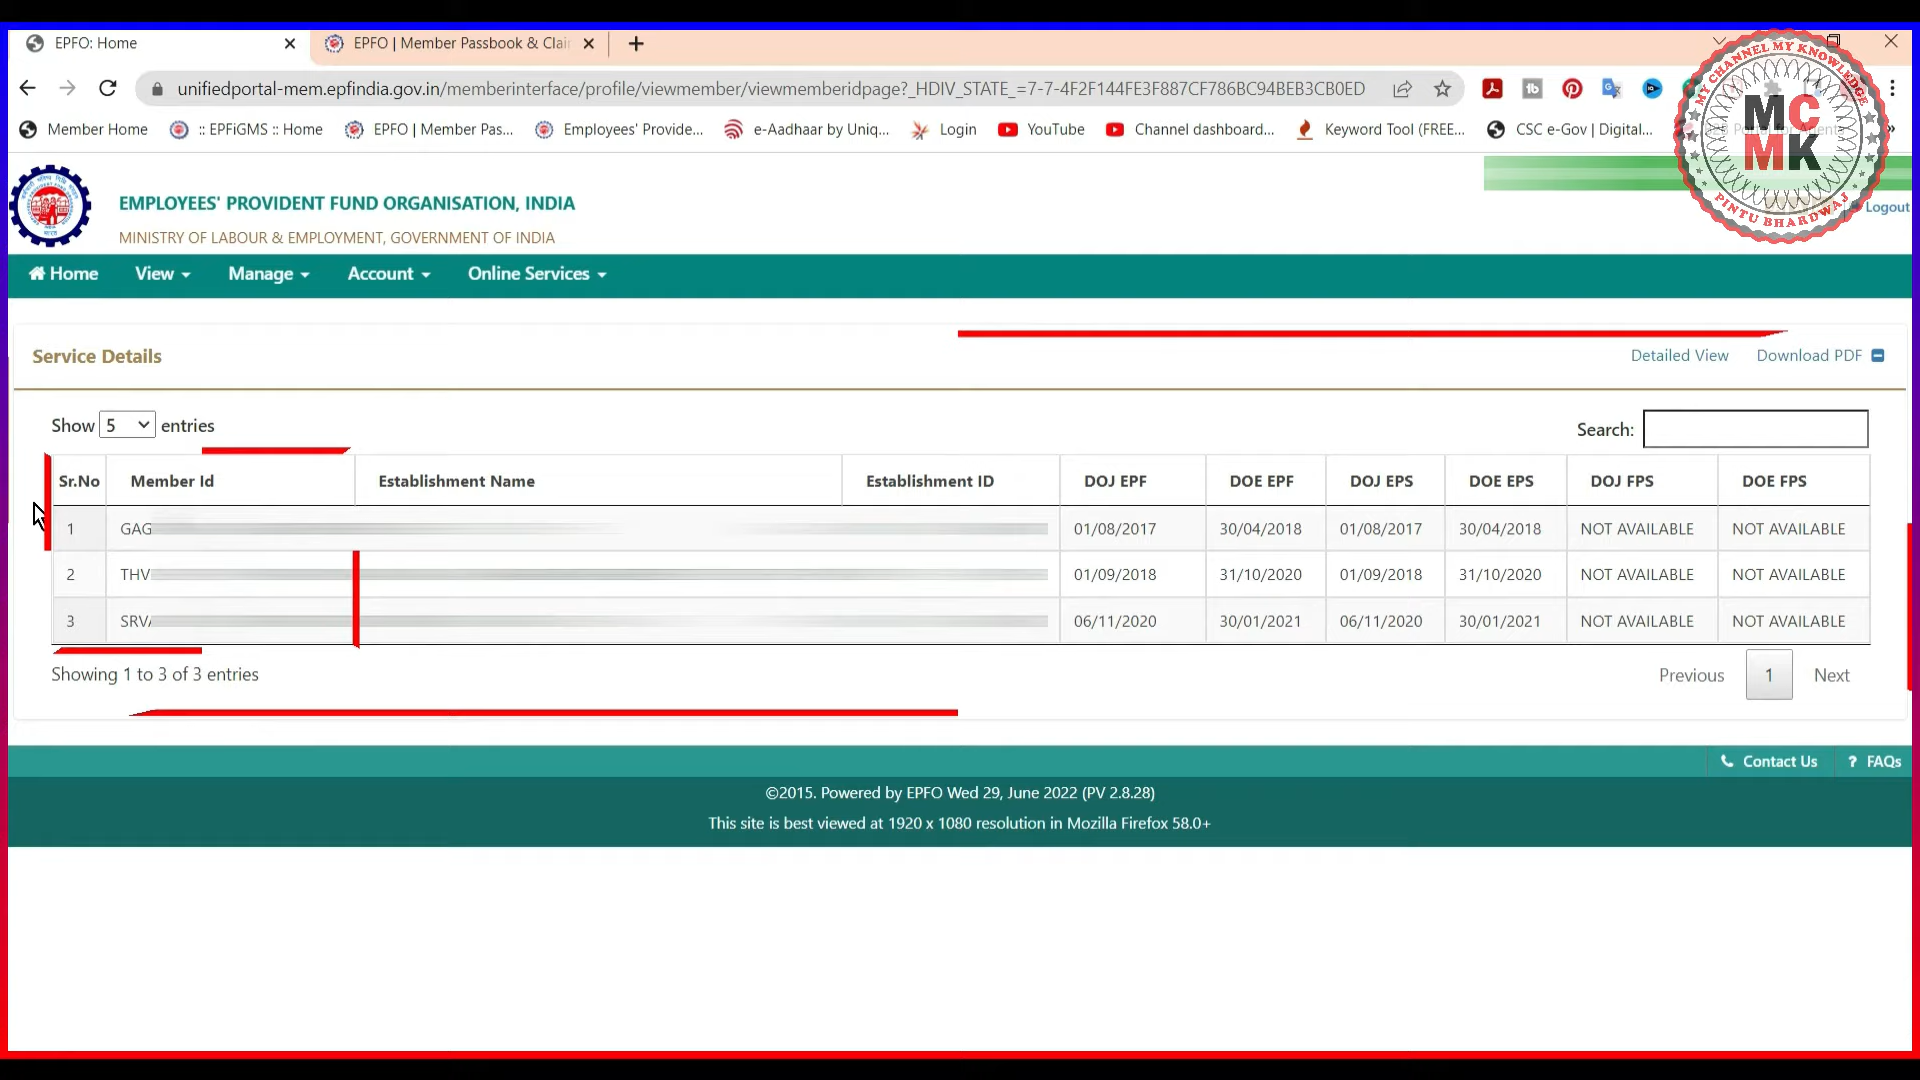 EPFO: Home
EPFO | Member Passbook & Clai
unifiedportal-mem.epfindia.gov.in/memberinterface/profile/viewmember/viewmemberidpage?_HDIV_STATE_=7-7-4F2F144FE3F887CF786BC94BEB3CB0ED
Member Home :: EPFiGMS :: Home EPFO | Member Pas... Employees' Provide... e-Aadhaar by Uniq... Login YouTube Channel dashboard... Keyword Tool (FREE... CSC e-Gov | Digital...
MY CHANNEL MY KNOWLEDGE
MC
MK
PINTU BHARDWAJ
EMPLOYEES' PROVIDENT FUND ORGANISATION, INDIA
MINISTRY OF LABOUR & EMPLOYMENT, GOVERNMENT OF INDIA
Logout
Home View Manage Account Online Services
Service Details
Detailed View Download PDF
Show 5 entries
Search:
Sr.No Member Id Establishment Name Establishment ID DOJ EPF DOE EPF DOJ EPS DOE EPS DOJ FPS DOE FPS
1 GAG 01/08/2017 30/04/2018 01/08/2017 30/04/2018 NOT AVAILABLE NOT AVAILABLE
2 THV 01/09/2018 31/10/2020 01/09/2018 31/10/2020 NOT AVAILABLE NOT AVAILABLE
3 SRV 06/11/2020 30/01/2021 06/11/2020 30/01/2021 NOT AVAILABLE NOT AVAILABLE
Showing 1 to 3 of 3 entries
Previous 1 Next
Contact Us ? FAQs
©2015. Powered by EPFO Wed 29, June 2022 (PV 2.8.28)
This site is best viewed at 1920 x 1080 resolution in Mozilla Firefox 58.0+